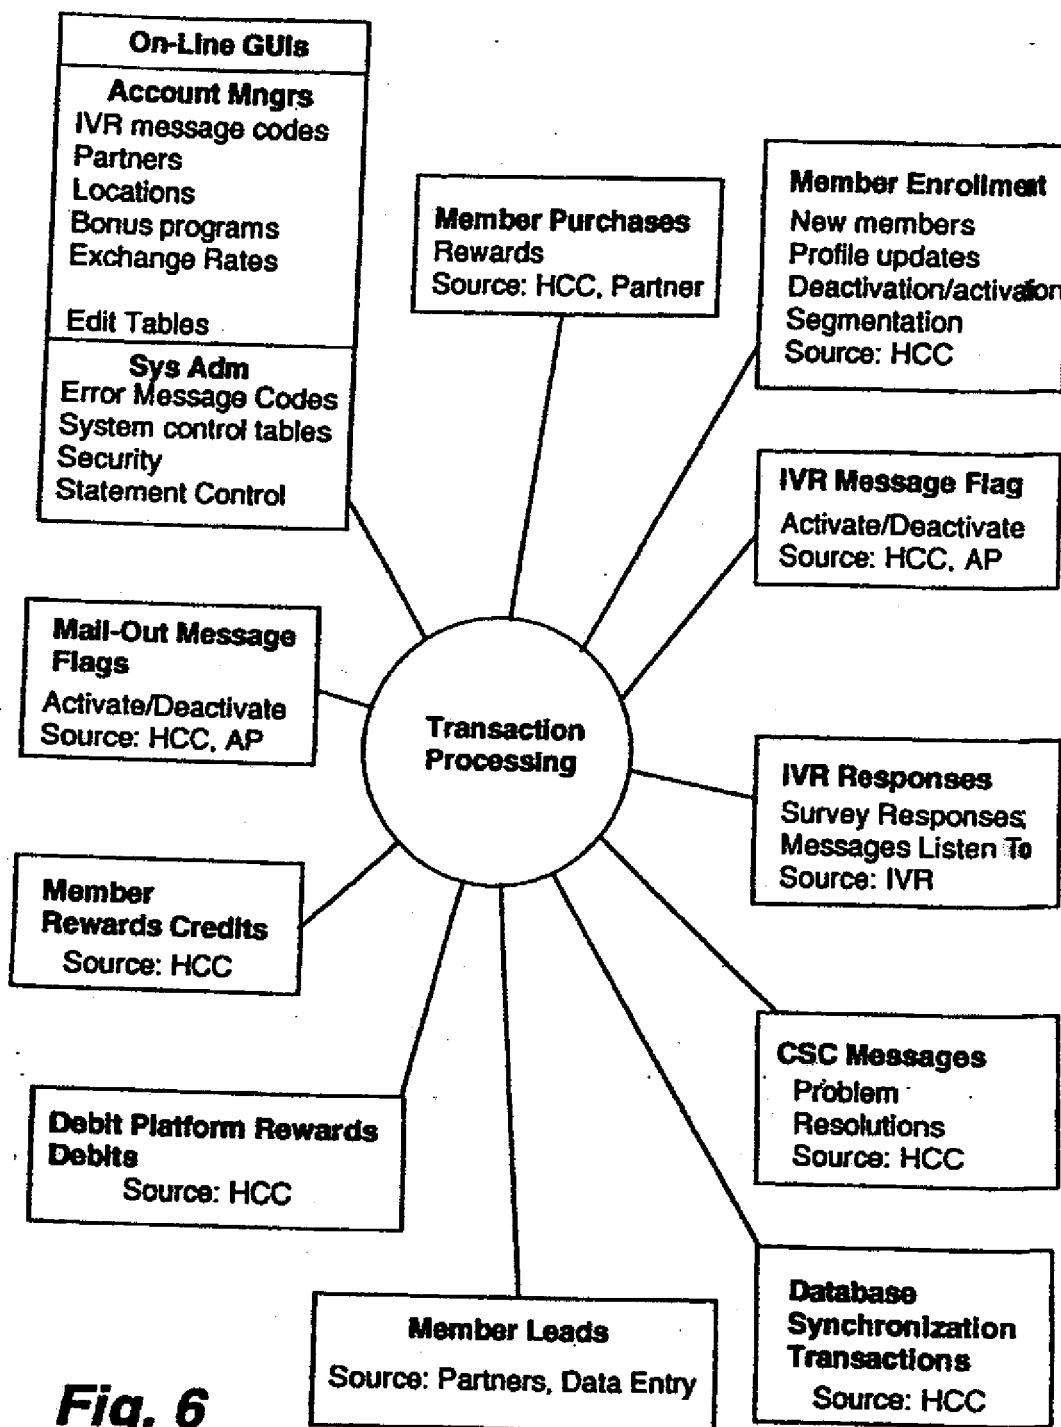 On-Line GUIs
Account Mngrs
IVR message codes
Partners
Locations
Bonus programs
Exchange Rates
Edit Tables
Sys Adm
Error Message Codes
System control tables
Security
Statement Control
Member Purchases
Rewards
Source: HCC, Partner
Member Enrollment
New members
Profile updates
Deactivation/activation
Segmentation
Source: HCC
IVR Message Flag
Activate/Deactivate
Source: HCC, AP
Mail-Out Message
Flags
Activate/Deactivate
Source: HCC, AP
Transaction
Processing
IVR Responses
Survey Responses,
Messages Listen To
Source: IVR
Member
Rewards Credits
Source: HCC
CSC Messages
Problem
Resolutions
Source: HCC
Debit Platform Rewards
Debits
Source: HCC
Member Leads
Source: Partners, Data Entry
Database
Synchronization
Transactions
Source: HCC
Fig. 6